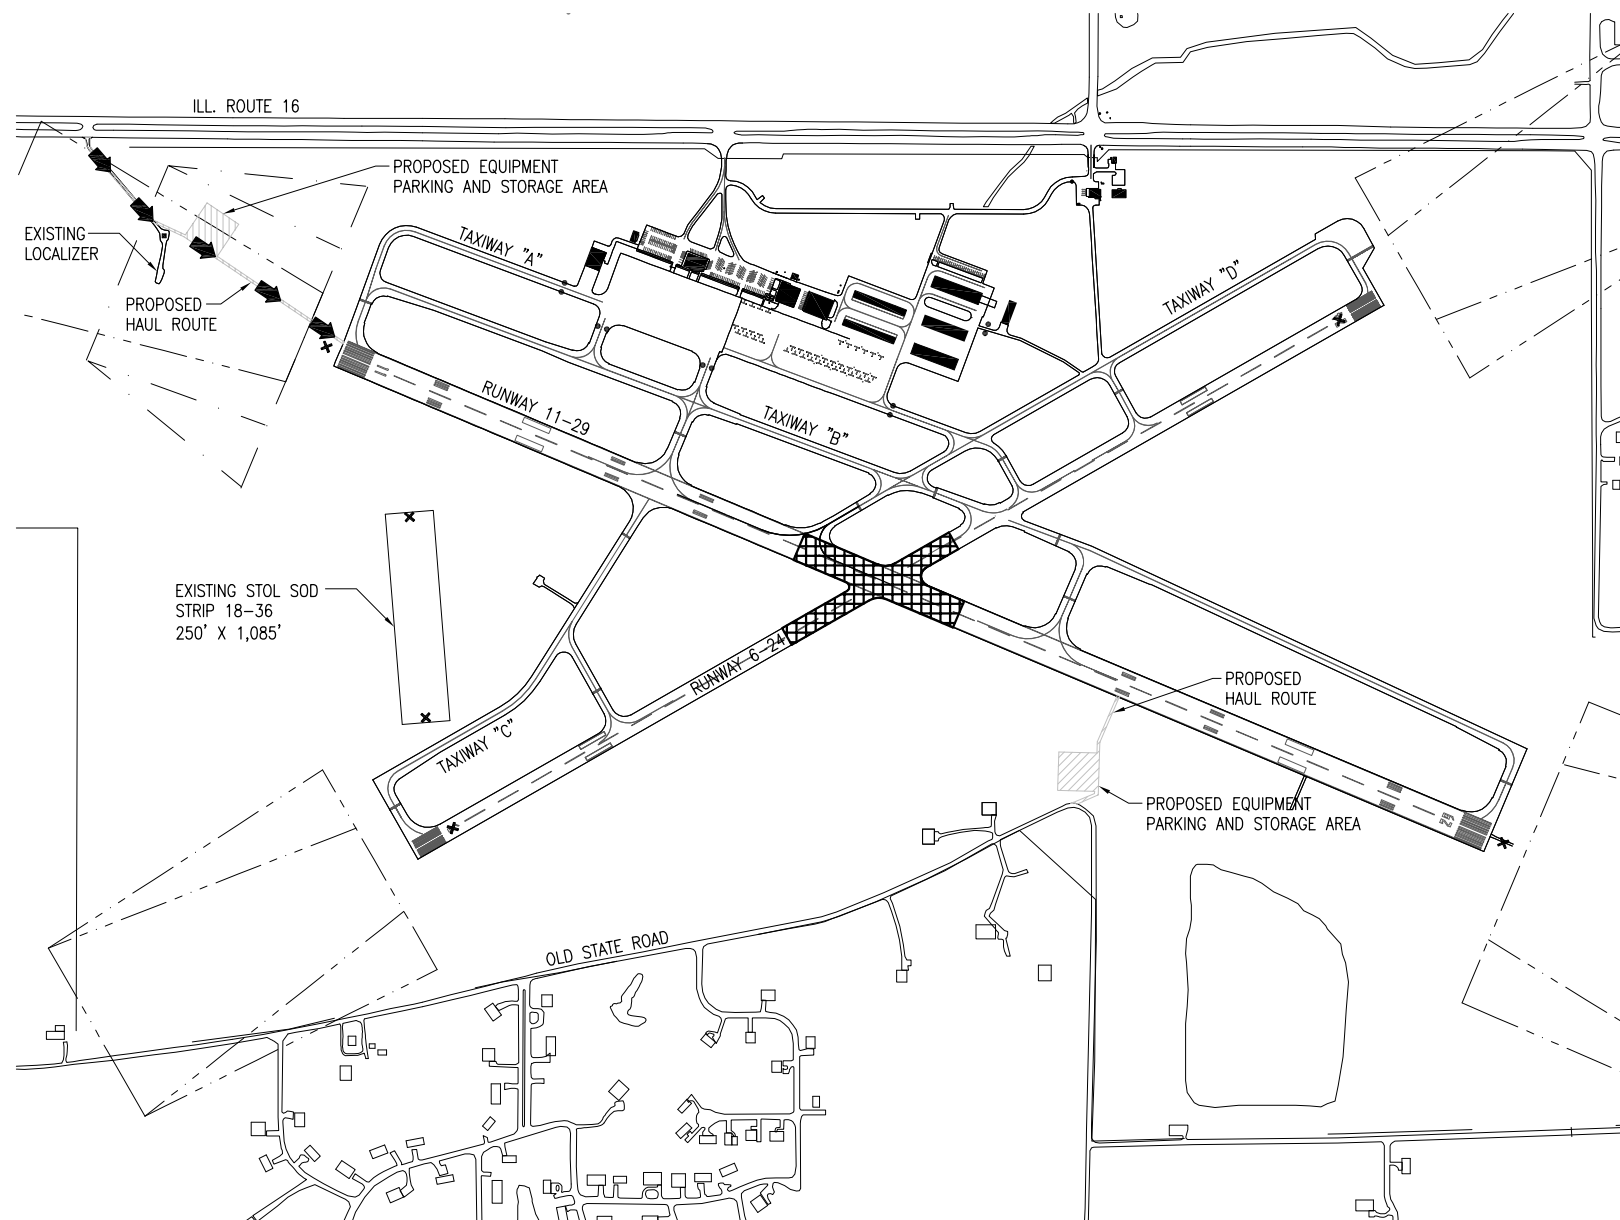 ILL. ROUTE 16
PROPOSED EQUIPMENT
PARKING AND STORAGE AREA
EXISTING
LOCALIZER
TAXIWAY "A"
TAXIWAY "D"
PROPOSED
HAUL ROUTE
RUNWAY 11-29
TAXIWAY "B"
EXISTING STOL SOD
STRIP 18-36
250' X 1,085'
RUNWAY 6-24
PROPOSED
HAUL ROUTE
TAXIWAY "C"
PROPOSED EQUIPMENT
PARKING AND STORAGE AREA
29
OLD STATE ROAD